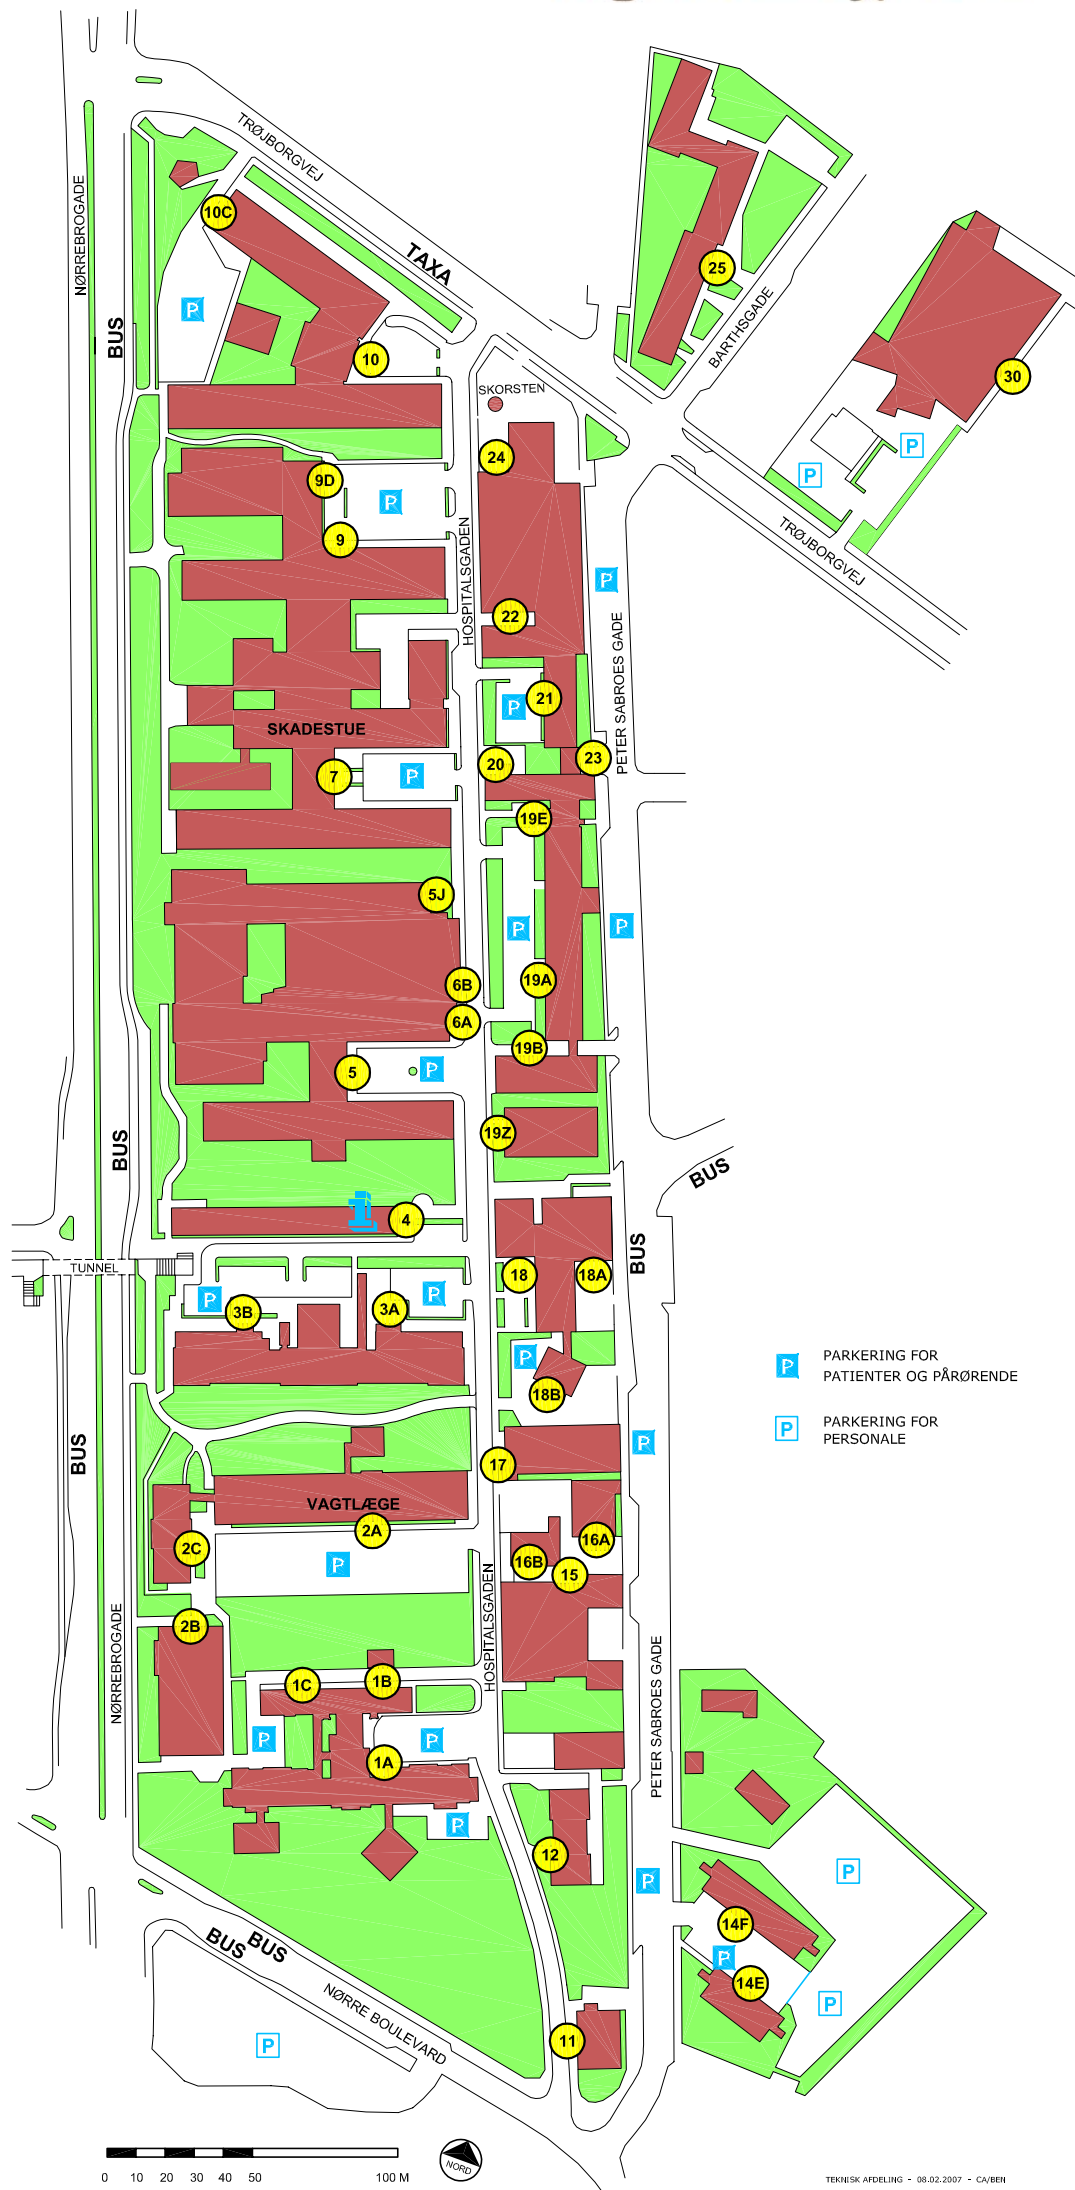 TRØJBORGVEJ
NØRREBROGADE
10C
TAXA
25
BUS
P
BARTHSGADE
10
30
SKORSTEN
24
P
P
9D
P
9
HOSPITALSGADEN
TRØJBORGVEJ
P
22
PETER SABROES GADE
21
P
SKADESTUE
23
20
7
P
19E
5J
P
P
19A
6B
6A
19B
5
P
19Z
BUS
BUS
4
BUS
TUNNEL
18
18A
P
3B
3A
P
P
PARKERING FOR
PATIENTER OG PÅRØRENDE
18B
P
PARKERING FOR
PERSONALE
BUS
P
17
VAGTLÆGE
2A
16A
2C
16B
15
P
HOSPITALSGADEN
2B
NØRREBROGADE
PETER SABROES GADE
1C
1B
P
P
1A
P
12
P
P
14F
BUS
BUS
P
14E
P
NØRRE BOULEVARD
11
P
NORD
0 10 20 30 40 50 100 M
TEKNISK AFDELING - 08.02.2007 - CA/BEN